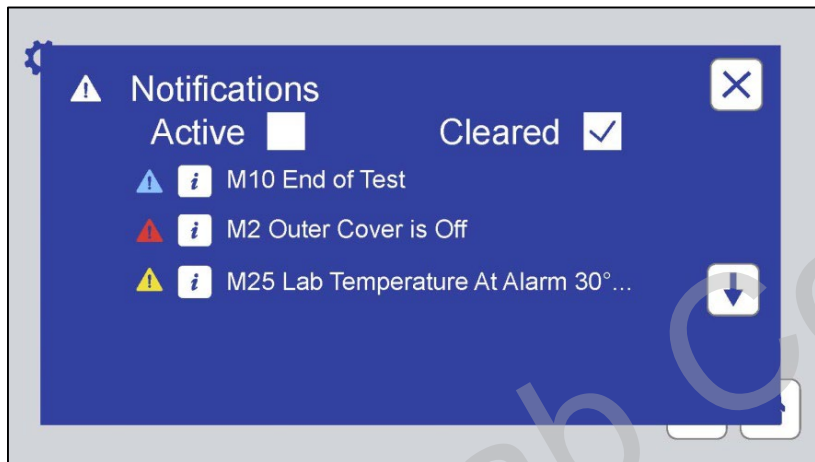 Notifications
Active Cleared
i M10 End of Test
i M2 Outer Cover is Off
i M25 Lab Temperature At Alarm 30°...